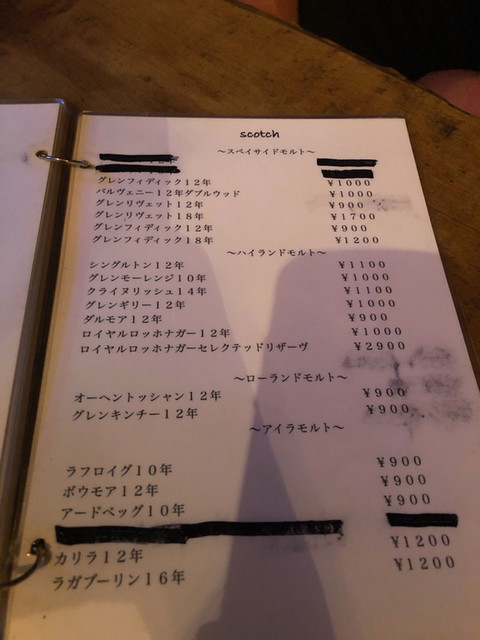 scotch
～スペイサイドモルト～
グレンフィディック12年 ¥1000
バルヴェニー12年ダブルウッド ¥1000
グレンリヴェット12年 ¥900
グレンリヴェット18年 ¥1700
グレンフィディック12年 ¥900
グレンフィディック18年 ¥1200
～ハイランドモルト～
シングルトン12年 ¥1100
グレンモーレンジ10年 ¥1000
クライヌリッシュ14年 ¥1100
グレンギリー12年 ¥1000
ダルモア12年 ¥900
ロイヤルロッホナガー12年 ¥1000
ロイヤルロッホナガーセレクテッドリザーヴ ¥2900
～ローランドモルト～
オーヘントッシャン12年 ¥900
グレンキンチー12年 ¥900
～アイラモルト～
ラフロイグ10年 ¥900
ボウモア12年 ¥900
アードベッグ10年 ¥900
カリラ12年 ¥1200
ラガブーリン16年 ¥1200